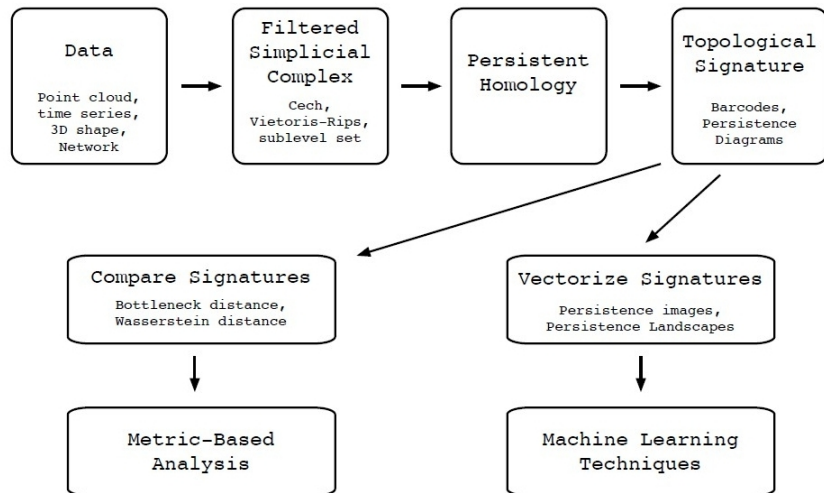 Data
Point cloud,
time series,
3D shape,
Network
Filtered
Simplicial
Complex
Cech,
Vietoris-Rips,
sublevel set
Persistent
Homology
Topological
Signature
Barcodes,
Persistence
Diagrams
Compare Signatures
Bottleneck distance,
Wasserstein distance
Vectorize Signatures
Persistence images,
Persistence Landscapes
Metric-Based
Analysis
Machine Learning
Techniques